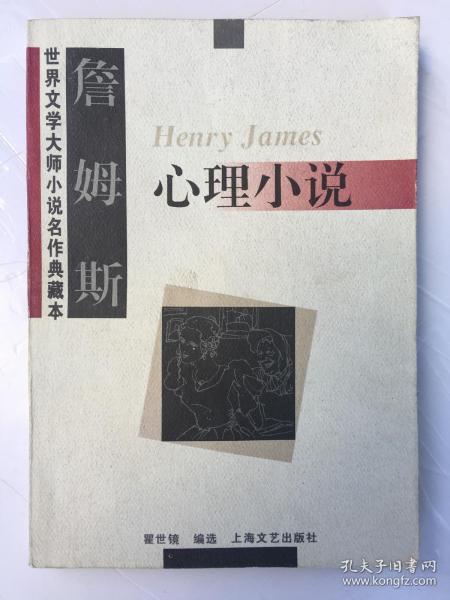 世界文学大师小说名作典藏本
詹姆斯
Henry James
心理小说
瞿世镜 编选 上海文艺出版社
孔夫子旧书网
www.kongfz.com